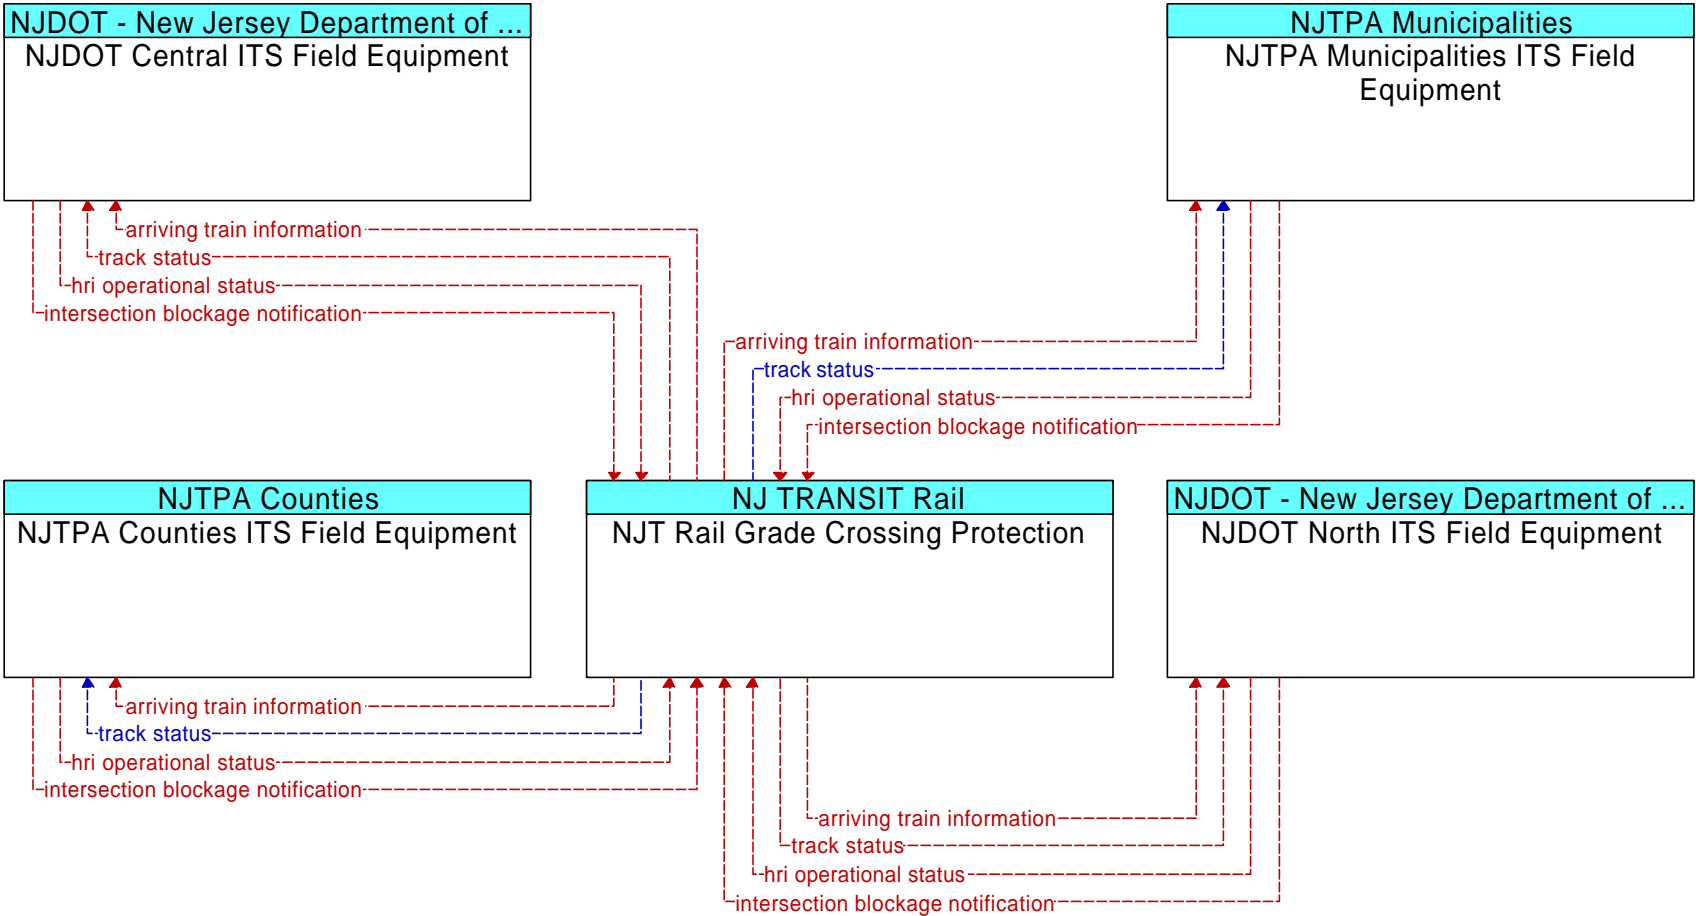 NJDOT - New Jersey Department of ...
NJDOT Central ITS Field Equipment
NJTPA Municipalities
NJTPA Municipalities ITS Field
Equipment
arriving train information
track status
hri operational status
intersection blockage notification
arriving train information
track status
hri operational status
intersection blockage notification
NJTPA Counties
NJTPA Counties ITS Field Equipment
NJ TRANSIT Rail
NJT Rail Grade Crossing Protection
NJDOT - New Jersey Department of ...
NJDOT North ITS Field Equipment
arriving train information
track status
hri operational status
intersection blockage notification
arriving train information
track status
hri operational status
intersection blockage notification